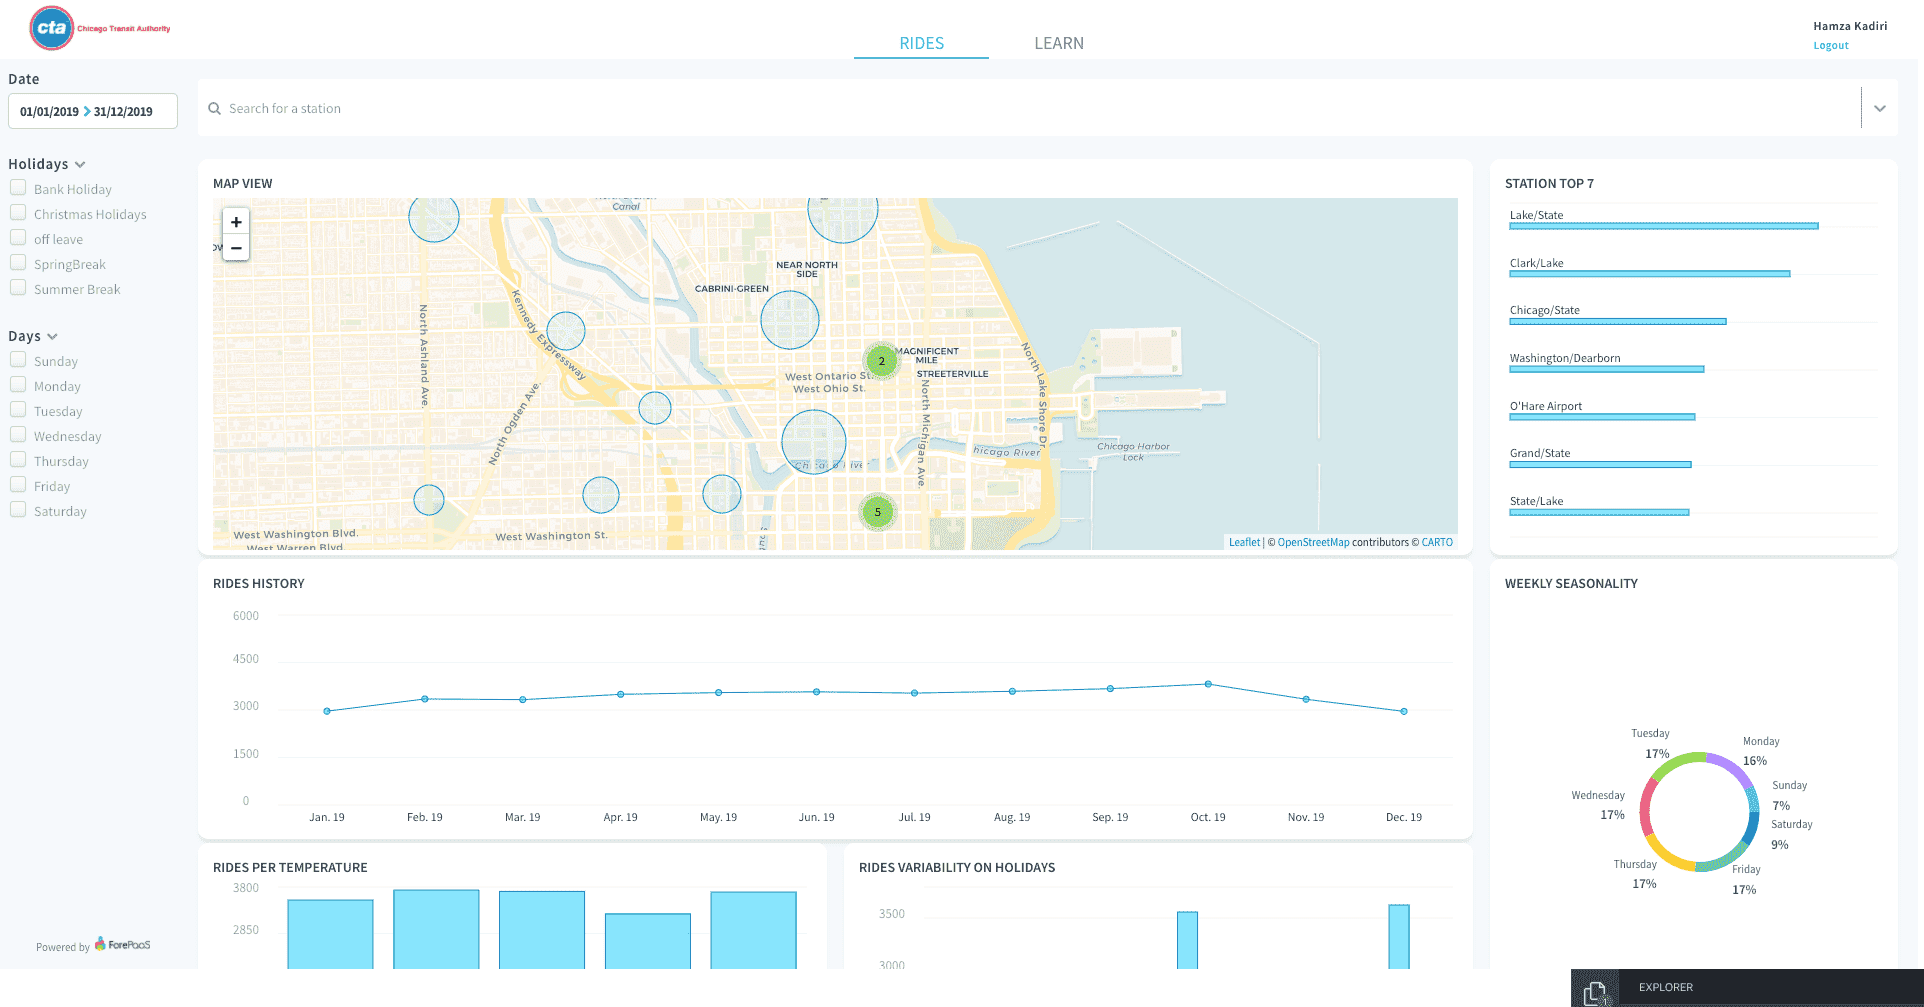 cta
Chicago Transit Authority
RIDES
LEARN
Hamza Kadiri
Logout
Date
01/01/2019
31/12/2019
Holidays
Bank Holiday
Christmas Holidays
off leave
SpringBreak
Summer Break
Days
Sunday
Monday
Tuesday
Wednesday
Thursday
Friday
Saturday
Powered by ForePaaS
Search for a station
MAP VIEW
+
−
Canal
NEAR NORTH
SIDE
CABRINI-GREEN
Kennedy Expressway
North Ashland Ave.
North Ogden Ave.
2
MAGNIFICENT
MILE
STREETERVILLE
West Ontario St.
West Ohio St.
North Michigan Ave.
North Lake Shore Dr.
Chicago River
hicago River
Chicago Harbor
Lock
5
West Washington Blvd.
West Warren Blvd.
West Washington St.
Leaflet | © OpenStreetMap contributors © CARTO
STATION TOP 7
Lake/State
Clark/Lake
Chicago/State
Washington/Dearborn
O'Hare Airport
Grand/State
State/Lake
RIDES HISTORY
6000
4500
3000
1500
0
Jan. 19
Feb. 19
Mar. 19
Apr. 19
May. 19
Jun. 19
Jul. 19
Aug. 19
Sep. 19
Oct. 19
Nov. 19
Dec. 19
WEEKLY SEASONALITY
Tuesday
17%
Monday
16%
Sunday
7%
Wednesday
17%
Saturday
9%
Thursday
17%
Friday
17%
RIDES PER TEMPERATURE
3800
2850
RIDES VARIABILITY ON HOLIDAYS
3500
3000
1
EXPLORER